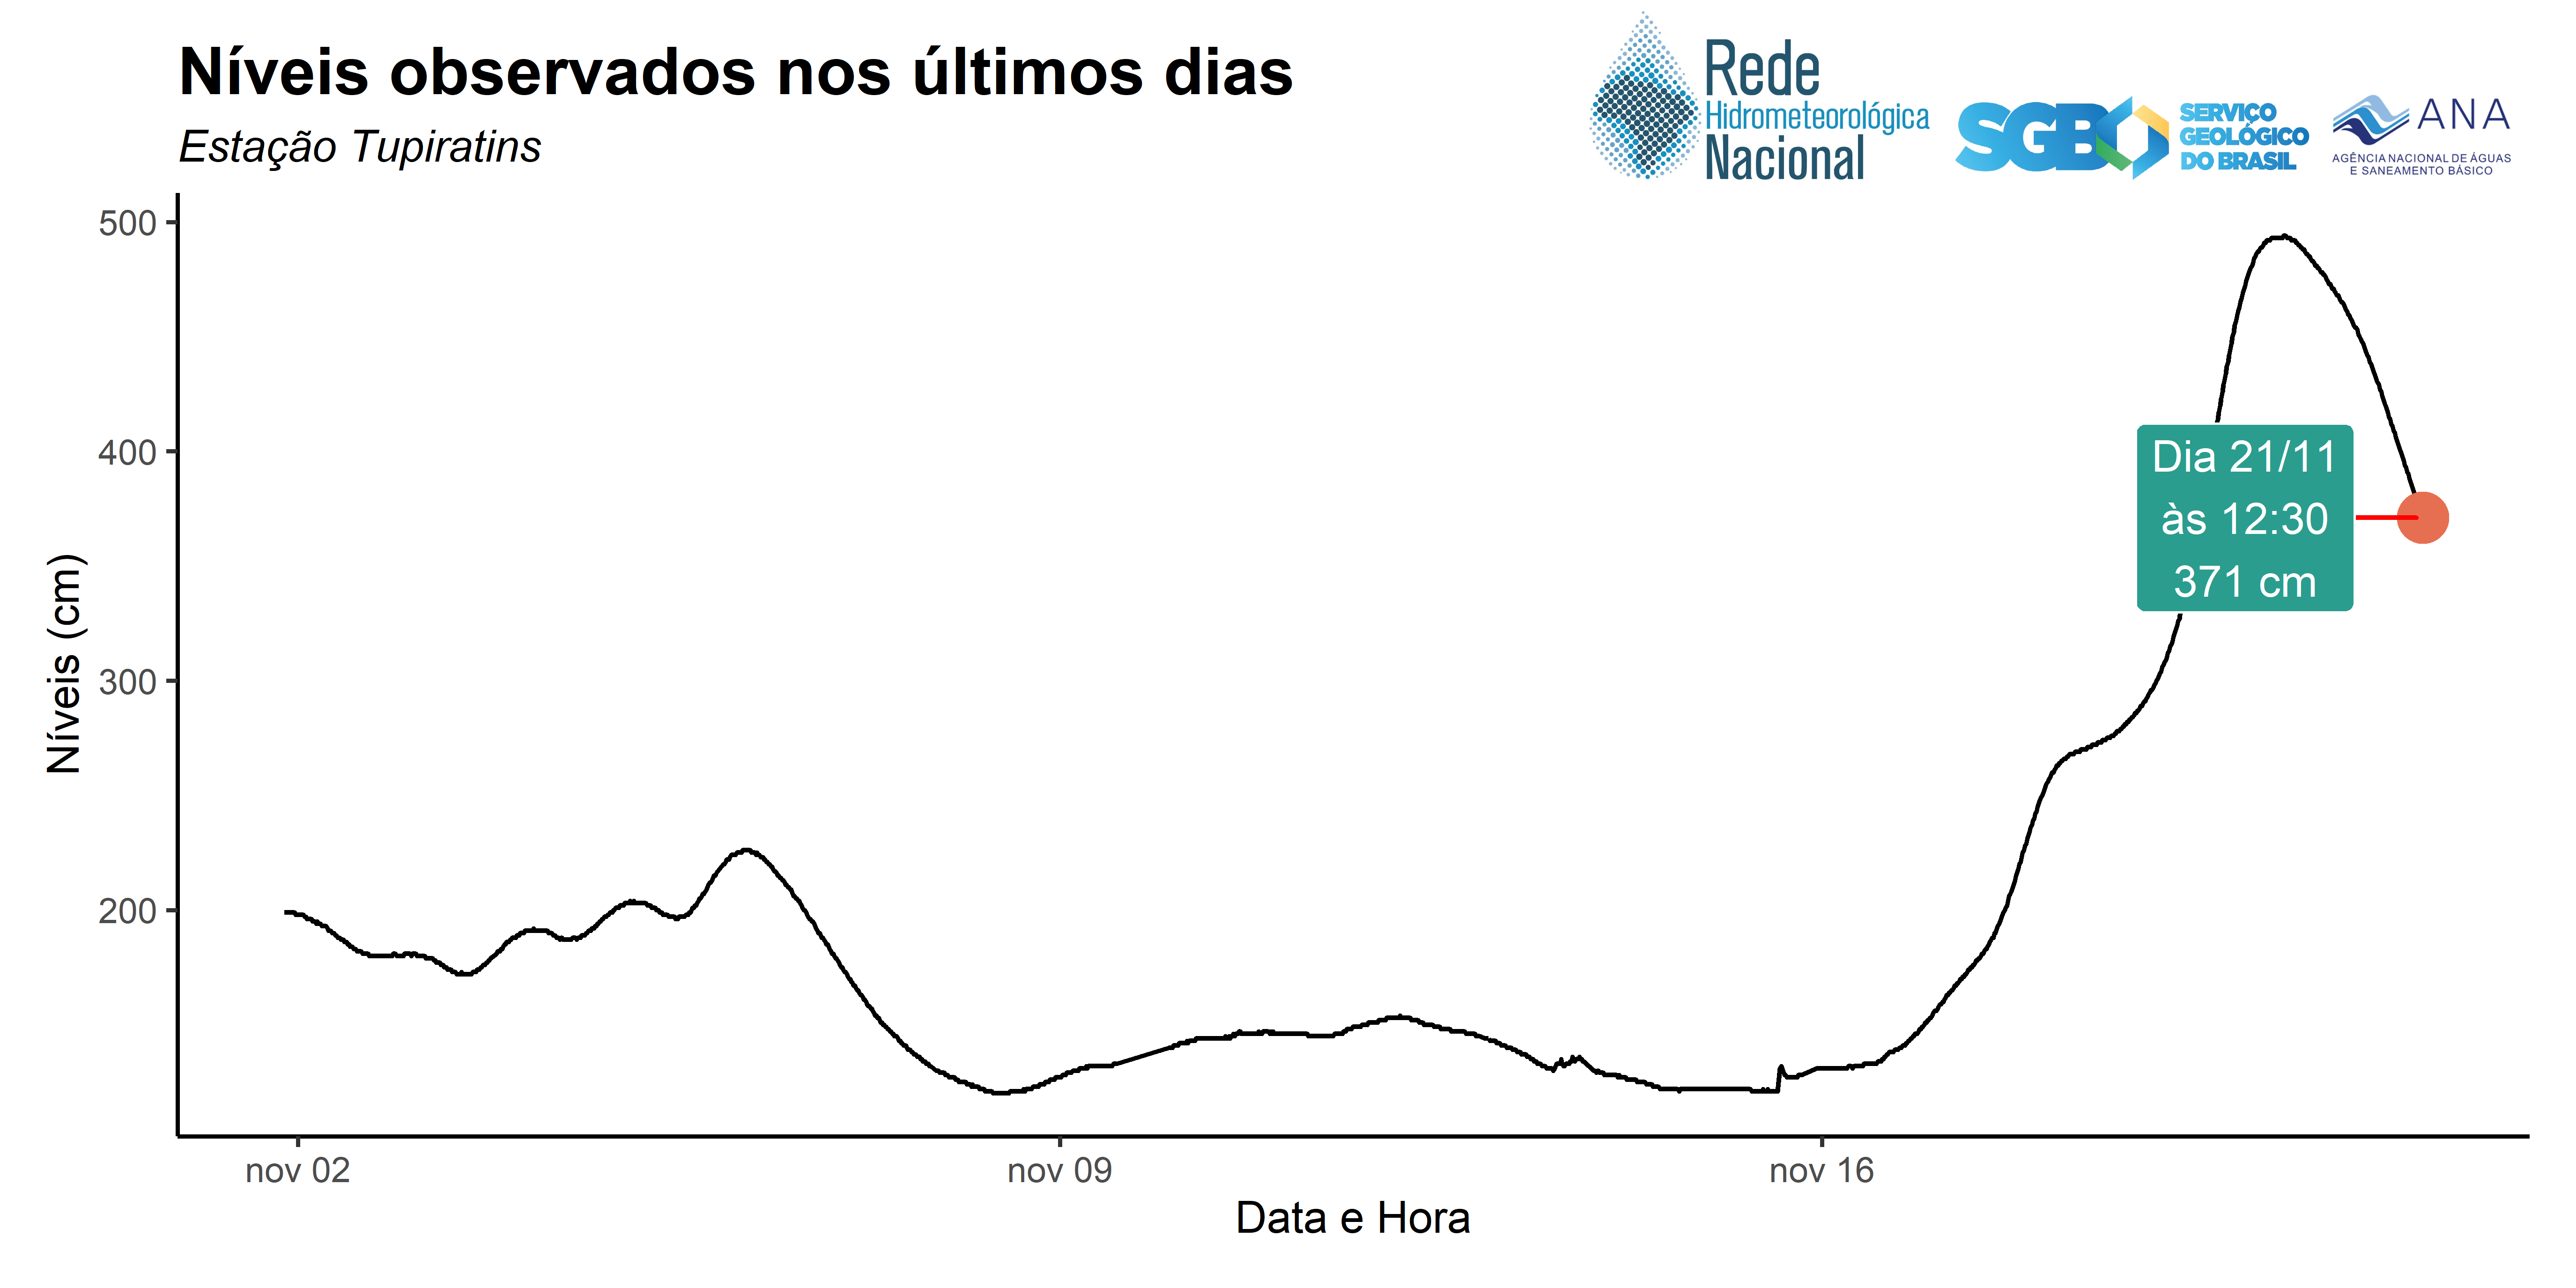 Níveis observados nos últimos dias
Estação Tupiratins
Rede
Hidrometeorológica
Nacional
SGB
SERVIÇO
GEOLÓGICO
DO BRASIL
ANA
AGÊNCIA NACIONAL DE ÁGUAS
E SANEAMENTO BÁSICO
500
400
300
200
Níveis (cm)
Dia 21/11
às 12:30
371 cm
nov 02
nov 09
nov 16
Data e Hora